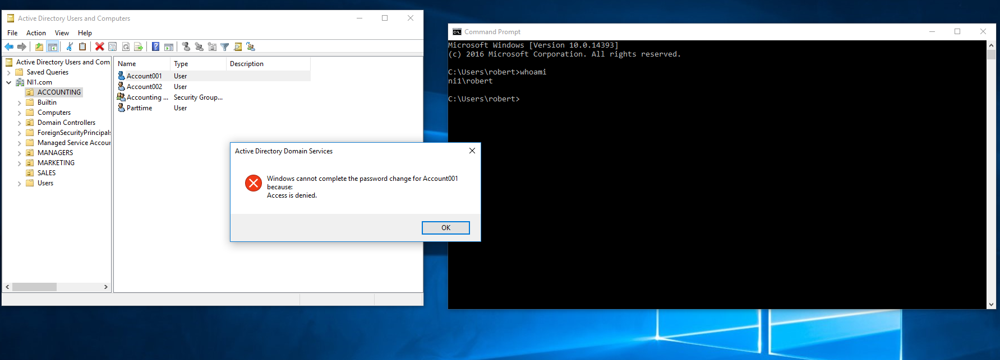 Active Directory Users and Computers
File Action View Help
Active Directory Users and Com
Saved Queries
NI1.com
ACCOUNTING
Builtin
Computers
Domain Controllers
ForeignSecurityPrincipals
Managed Service Accour
MANAGERS
MARKETING
SALES
Users
Name Type Description
Account001 User
Account002 User
Accounting ... Security Group...
Parttime User
Active Directory Domain Services
Windows cannot complete the password change for Account001
because:
Access is denied.
OK
Command Prompt
Microsoft Windows [Version 10.0.14393]
(c) 2016 Microsoft Corporation. All rights reserved.
C:\Users\robert>whoami
ni1\robert
C:\Users\robert>